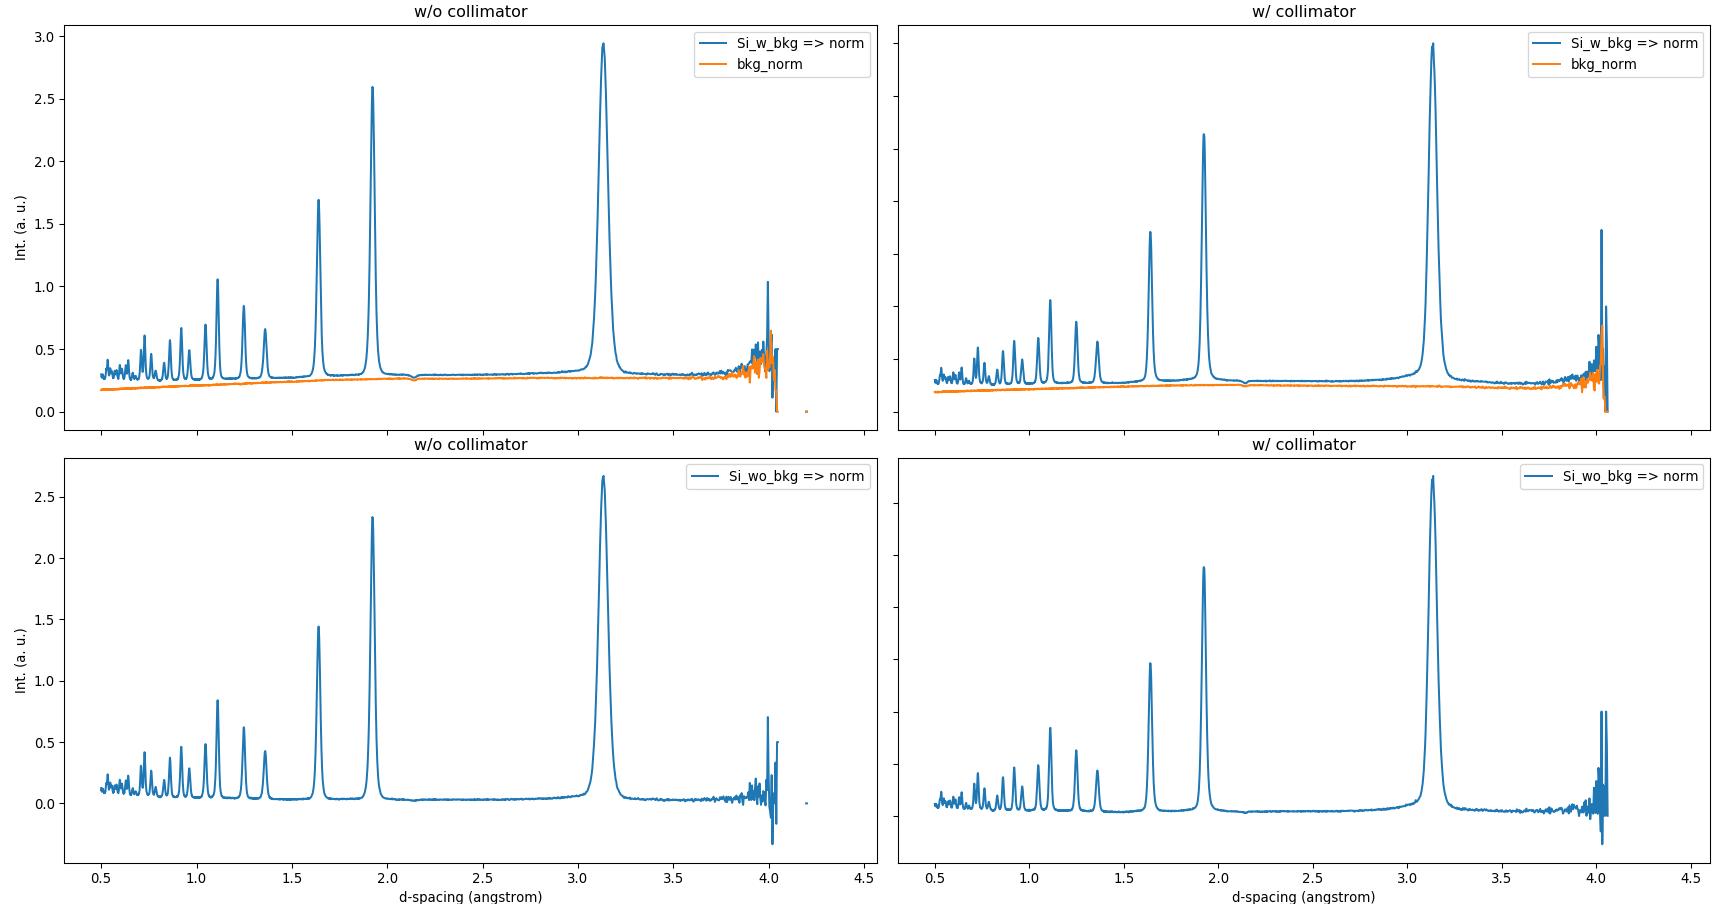 w/o collimator
w/ collimator
3.0
2.5
2.0
1.5
1.0
0.5
0.0
Int. (a. u.)
Si_w_bkg => norm
bkg_norm
Si_w_bkg => norm
bkg_norm
w/o collimator
w/ collimator
2.5
2.0
1.5
1.0
0.5
0.0
Int. (a. u.)
Si_wo_bkg => norm
Si_wo_bkg => norm
0.5 1.0 1.5 2.0 2.5 3.0 3.5 4.0 4.5
0.5 1.0 1.5 2.0 2.5 3.0 3.5 4.0 4.5
d-spacing (angstrom)
d-spacing (angstrom)